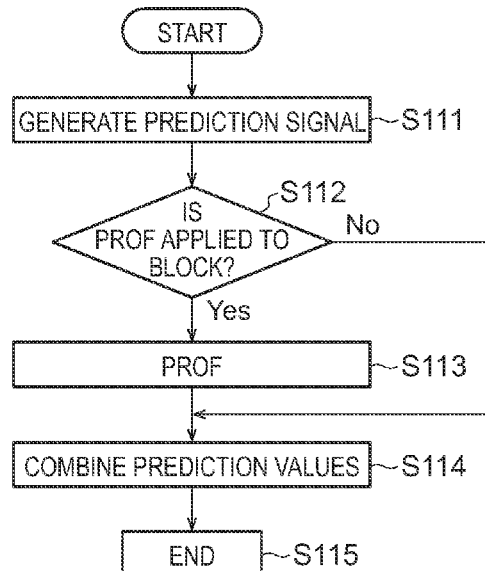 START
GENERATE PREDICTION SIGNAL
S111
S112
IS
PROF APPLIED TO
BLOCK?
No
Yes
PROF
S113
COMBINE PREDICTION VALUES
S114
END
S115